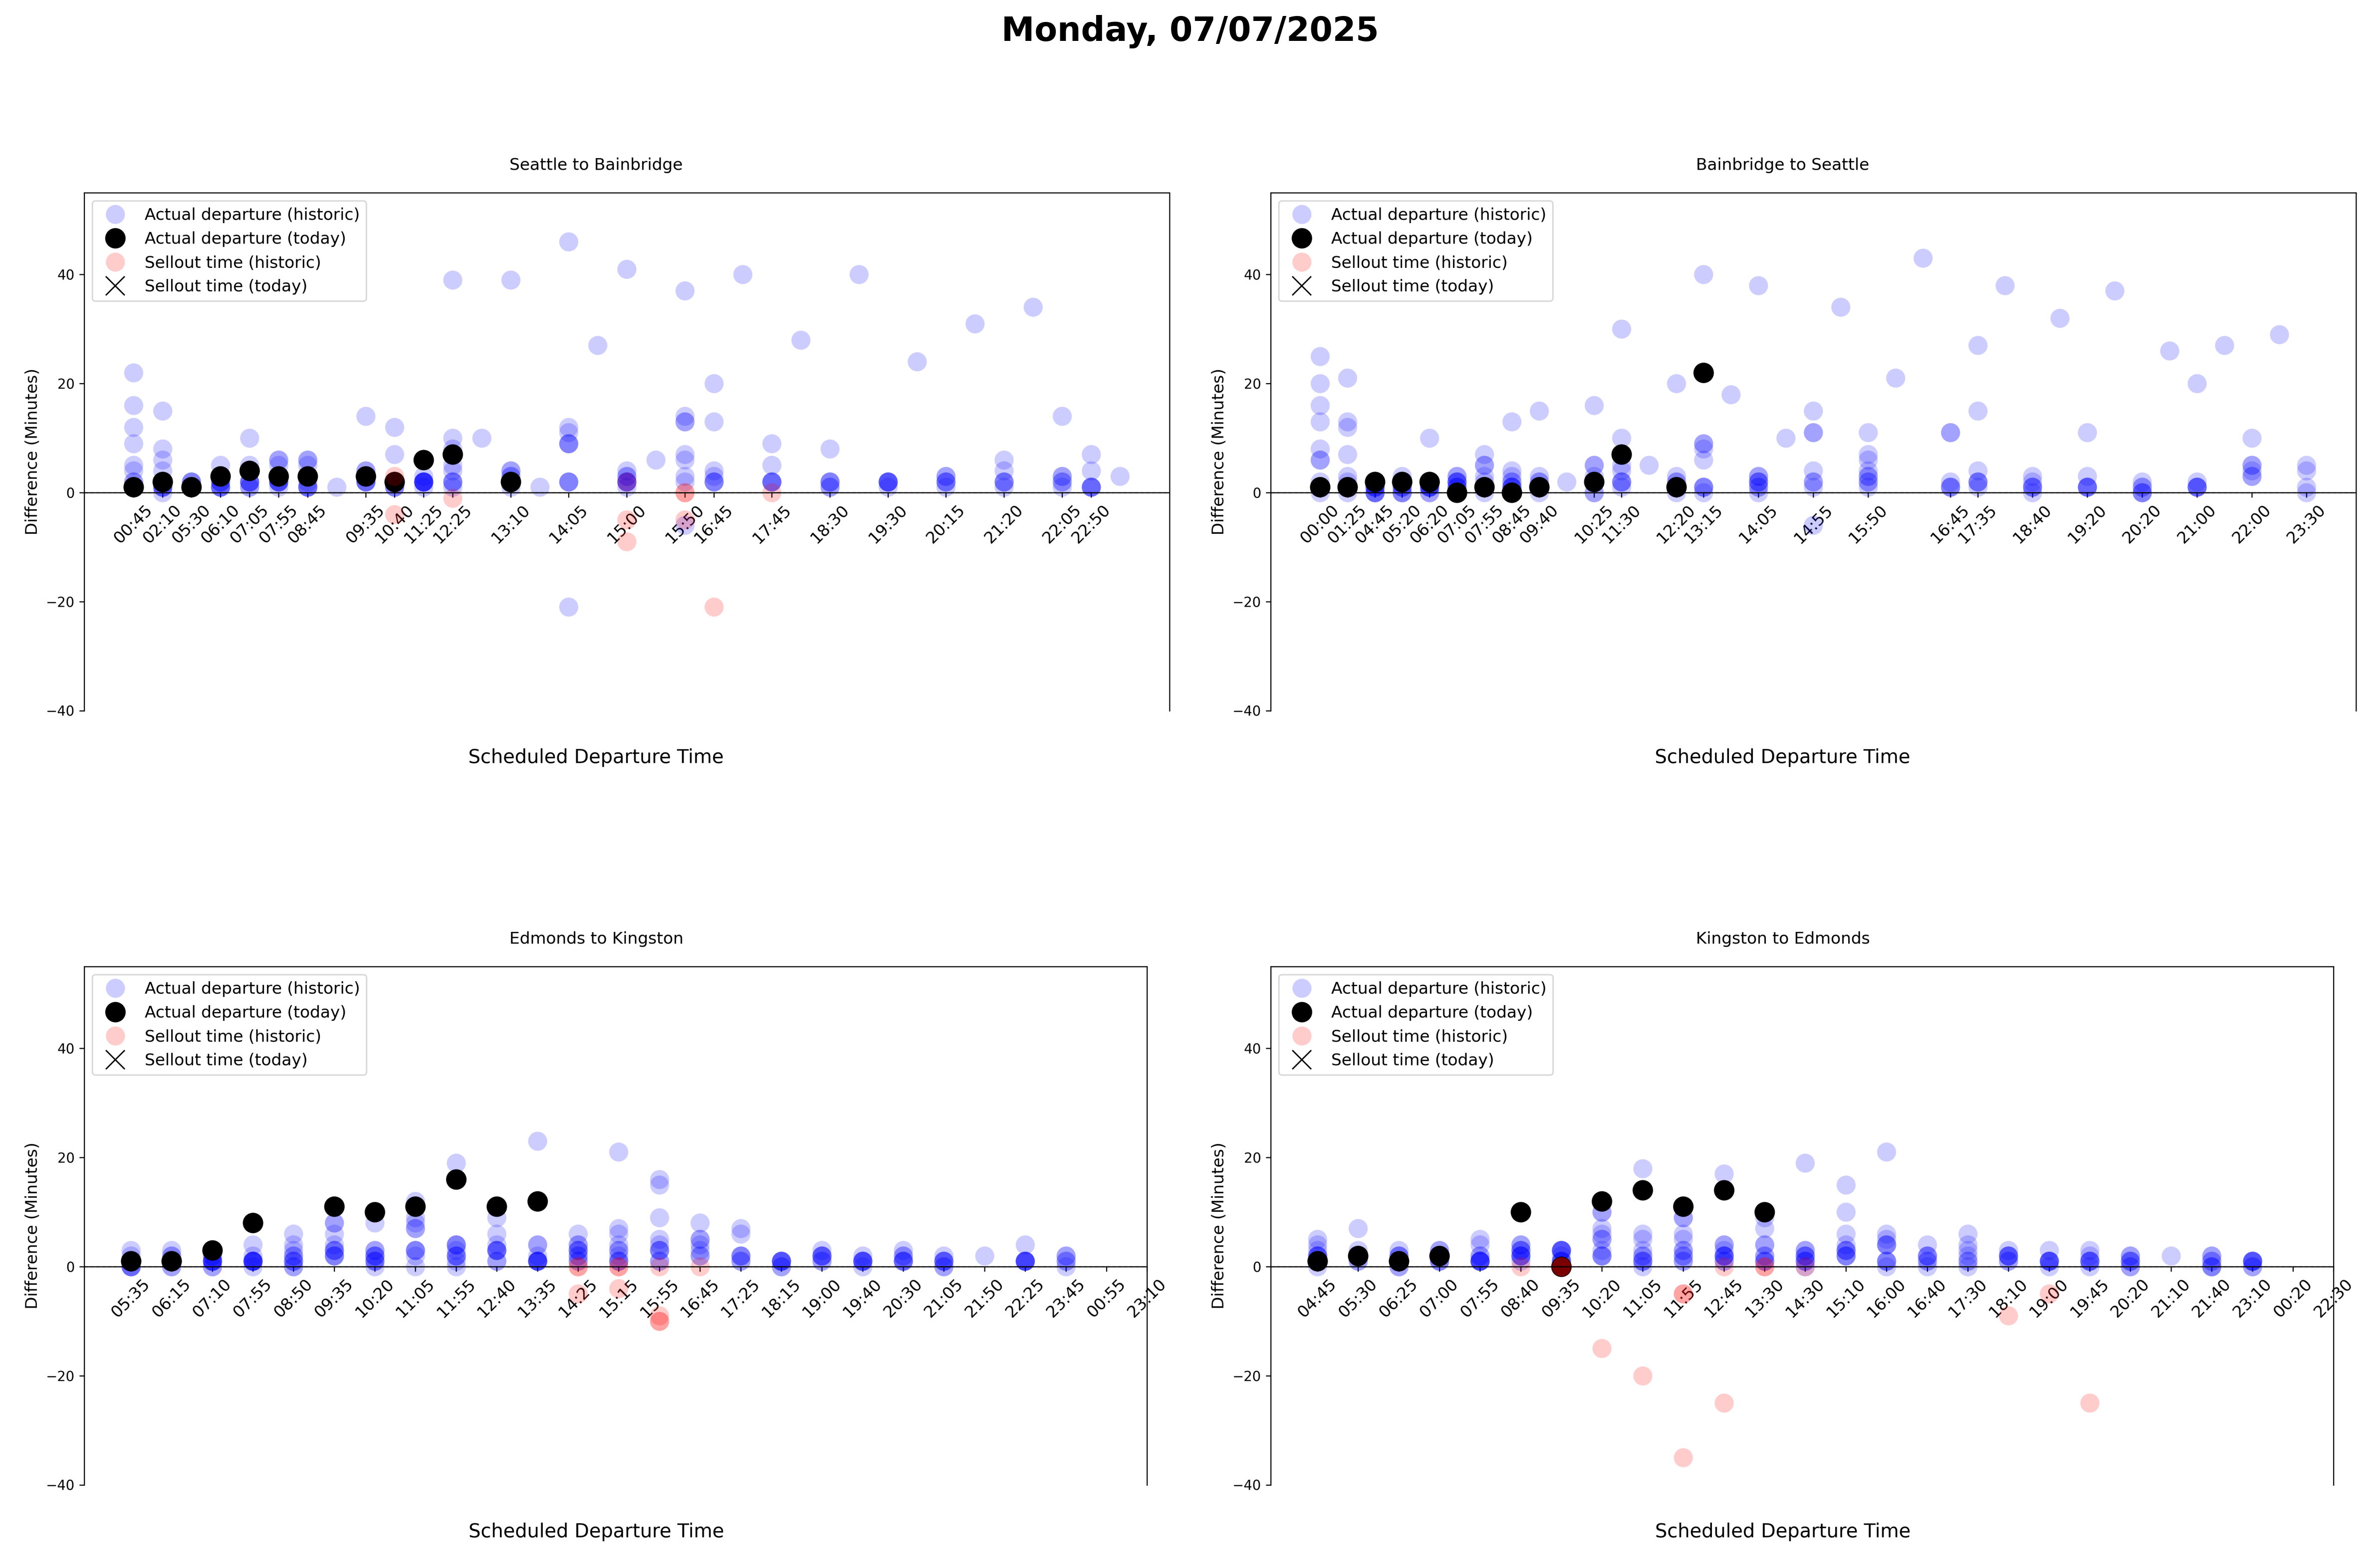 Monday, 07/07/2025
Seattle to Bainbridge
Actual departure (historic)
Actual departure (today)
Sellout time (historic)
Sellout time (today)
Difference (Minutes)
40
20
0
−20
−40
00:45 02:10 05:30 06:10 07:05 07:55 08:45 09:35 10:40 11:25 12:25 13:10 14:05 15:00 15:50 16:45 17:45 18:30 19:30 20:15 21:20 22:05 22:50
Scheduled Departure Time
Bainbridge to Seattle
Actual departure (historic)
Actual departure (today)
Sellout time (historic)
Sellout time (today)
Difference (Minutes)
40
20
0
−20
−40
00:00 01:25 04:45 05:20 06:20 07:05 07:55 08:45 09:40 10:25 11:30 12:20 13:15 14:05 14:55 15:50 16:45 17:35 18:40 19:20 20:20 21:00 22:00 23:30
Scheduled Departure Time
Edmonds to Kingston
Actual departure (historic)
Actual departure (today)
Sellout time (historic)
Sellout time (today)
Difference (Minutes)
40
20
0
−20
−40
05:35 06:15 07:10 07:55 08:50 09:35 10:20 11:05 11:55 12:40 13:35 14:25 15:15 15:55 16:45 17:25 18:15 19:00 19:40 20:30 21:05 21:50 22:25 23:45 00:55 23:10
Scheduled Departure Time
Kingston to Edmonds
Actual departure (historic)
Actual departure (today)
Sellout time (historic)
Sellout time (today)
Difference (Minutes)
40
20
0
−20
−40
04:45 05:30 06:25 07:00 07:55 08:40 09:35 10:20 11:05 11:55 12:45 13:30 14:30 15:10 16:00 16:40 17:30 18:10 19:00 19:45 20:20 21:10 21:40 23:10 00:20 22:30
Scheduled Departure Time